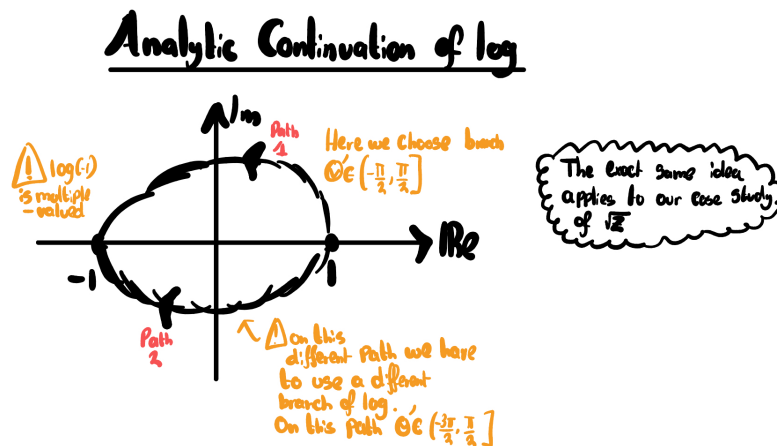 Analytic Continuation of log
Im
Path
1
Here we choose branch
Θ'∈(-π/2, π/2]
! log(-1)
is multiple
-valued
The exact same idea
applies to our case study
of √z
Re
-1
1
Path
2
! on this
different path we have
to use a different
branch of log.
On this path Θ'∈(-3π/2, π/2]